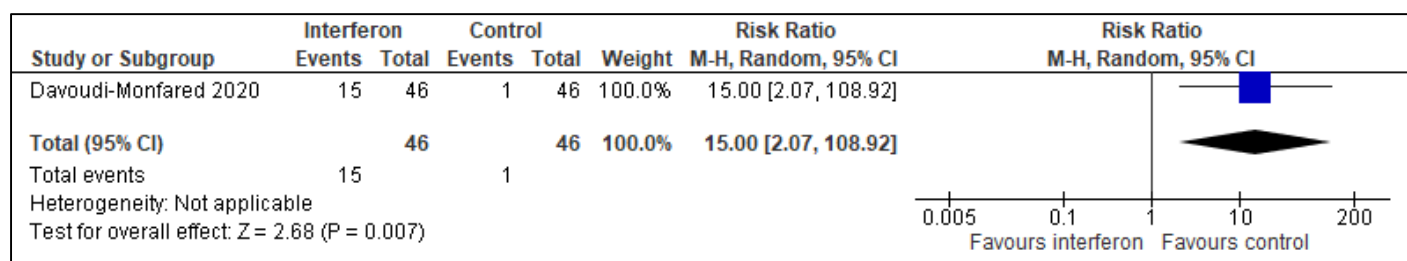 Interferon Control Risk Ratio Risk Ratio
Study or Subgroup Events Total Events Total Weight M-H, Random, 95% CI M-H, Random, 95% CI
Davoudi-Monfared 2020 15 46 1 46 100.0% 15.00 [2.07, 108.92]
Total (95% CI) 46 46 100.0% 15.00 [2.07, 108.92]
Total events 15 1
Heterogeneity: Not applicable
Test for overall effect: Z = 2.68 (P = 0.007)
0.005 0.1 1 10 200
Favours interferon Favours control